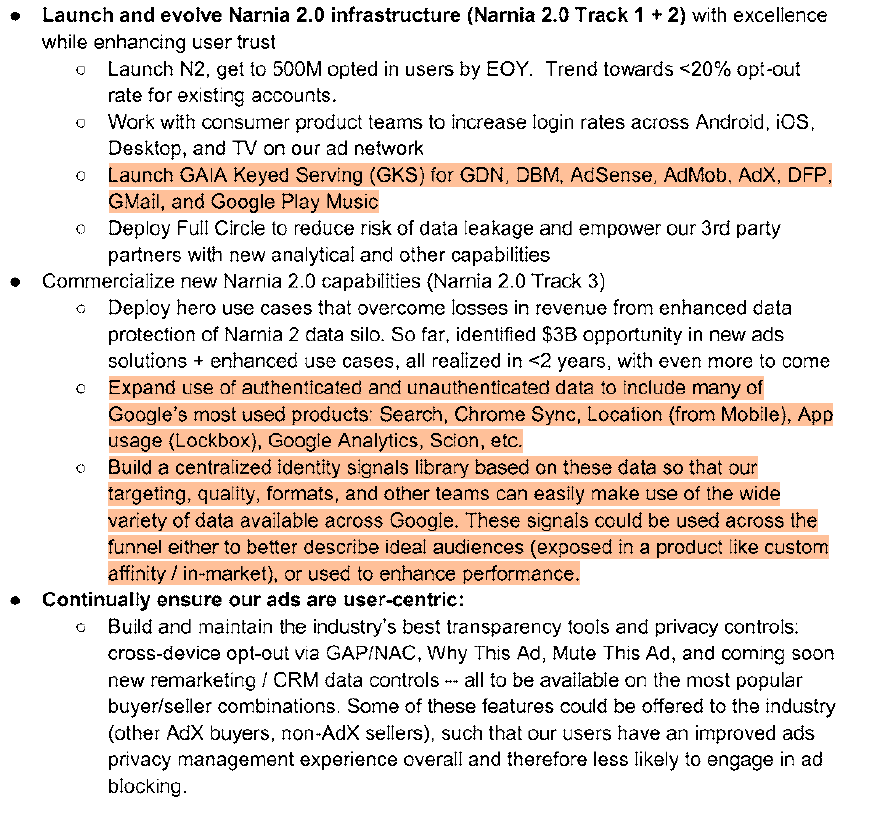 ● Launch and evolve Narnia 2.0 infrastructure (Narnia 2.0 Track 1 + 2) with excellence
while enhancing user trust
○ Launch N2, get to 500M opted in users by EOY. Trend towards <20% opt-out
rate for existing accounts.
○ Work with consumer product teams to increase login rates across Android, iOS,
Desktop, and TV on our ad network
○ Launch GAIA Keyed Serving (GKS) for GDN, DBM, AdSense, AdMob, AdX, DFP,
GMail, and Google Play Music
○ Deploy Full Circle to reduce risk of data leakage and empower our 3rd party
partners with new analytical and other capabilities
● Commercialize new Narnia 2.0 capabilities (Narnia 2.0 Track 3)
○ Deploy hero use cases that overcome losses in revenue from enhanced data
protection of Narnia 2 data silo. So far, identified $3B opportunity in new ads
solutions + enhanced use cases, all realized in <2 years, with even more to come
○ Expand use of authenticated and unauthenticated data to include many of
Google's most used products: Search, Chrome Sync, Location (from Mobile), App
usage (Lockbox), Google Analytics, Scion, etc.
○ Build a centralized identity signals library based on these data so that our
targeting, quality, formats, and other teams can easily make use of the wide
variety of data available across Google. These signals could be used across the
funnel either to better describe ideal audiences (exposed in a product like custom
affinity / in-market), or used to enhance performance.
● Continually ensure our ads are user-centric:
○ Build and maintain the industry's best transparency tools and privacy controls:
cross-device opt-out via GAP/NAC, Why This Ad, Mute This Ad, and coming soon
new remarketing / CRM data controls -- all to be available on the most popular
buyer/seller combinations. Some of these features could be offered to the industry
(other AdX buyers, non-AdX sellers), such that our users have an improved ads
privacy management experience overall and therefore less likely to engage in ad
blocking.